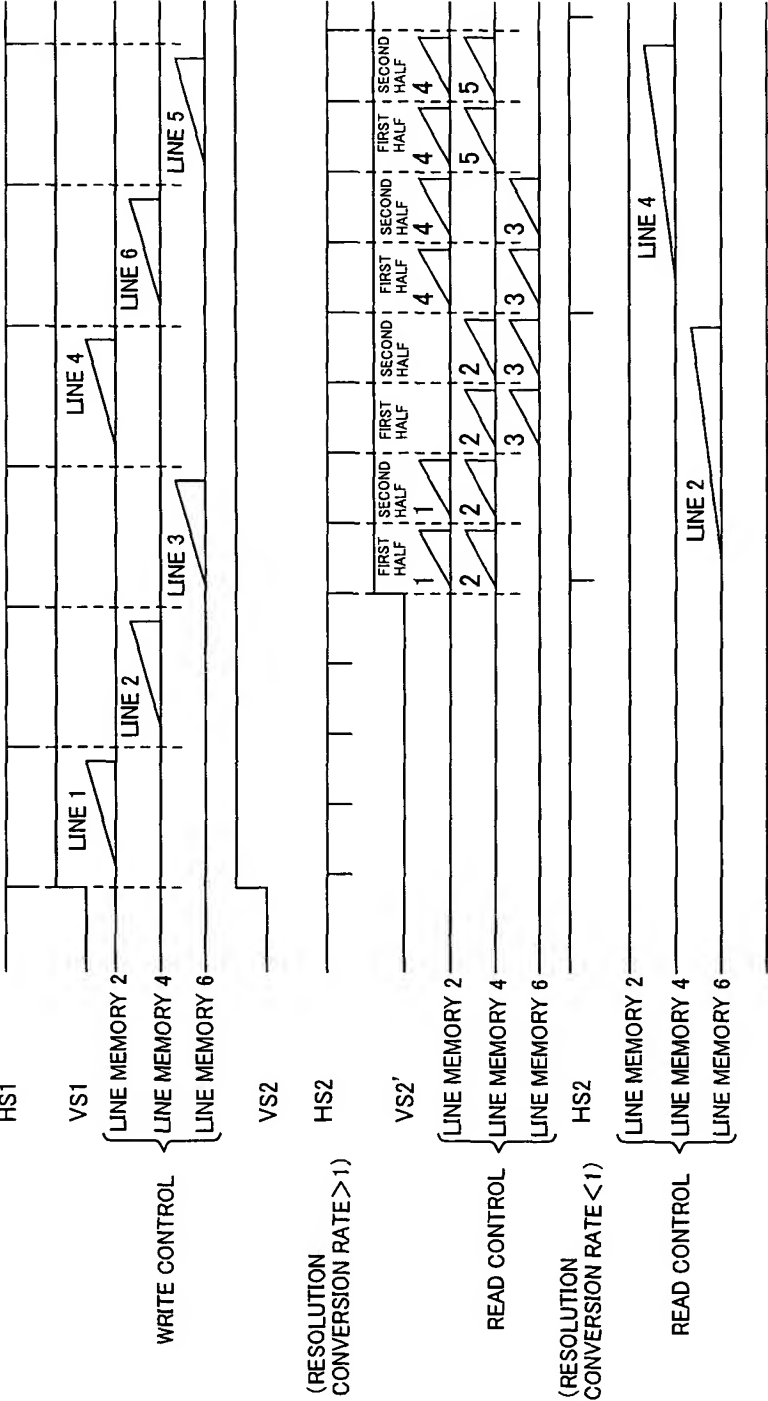 HS1
VS1
LINE MEMORY 2
LINE MEMORY 4
LINE MEMORY 6
WRITE CONTROL
LINE 1
LINE 2
LINE 3
LINE 4
LINE 6
LINE 5
VS2
HS2
(RESOLUTION
CONVERSION RATE>1)
VS2'
FIRST
HALF
SECOND
HALF
FIRST
HALF
SECOND
HALF
FIRST
HALF
SECOND
HALF
FIRST
HALF
SECOND
HALF
LINE MEMORY 2
1
1
4
4
4
4
LINE MEMORY 4
2
2
2
2
5
5
LINE MEMORY 6
3
3
3
3
READ CONTROL
HS2
(RESOLUTION
CONVERSION RATE<1)
LINE MEMORY 2
LINE MEMORY 4
LINE MEMORY 6
READ CONTROL
LINE 2
LINE 4